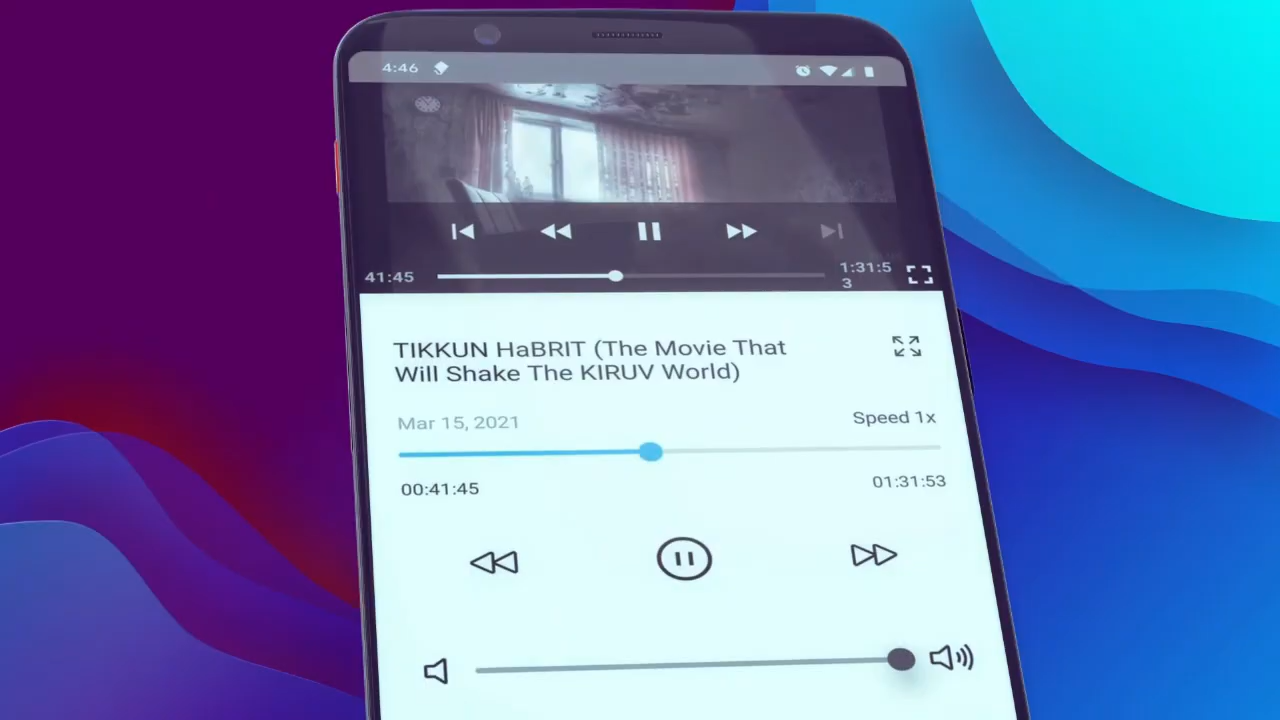 4:46
41:45
1:31:5
3
TIKKUN HaBRIT (The Movie That
Will Shake The KIRUV World)
Mar 15, 2021
Speed 1x
00:41:45
01:31:53